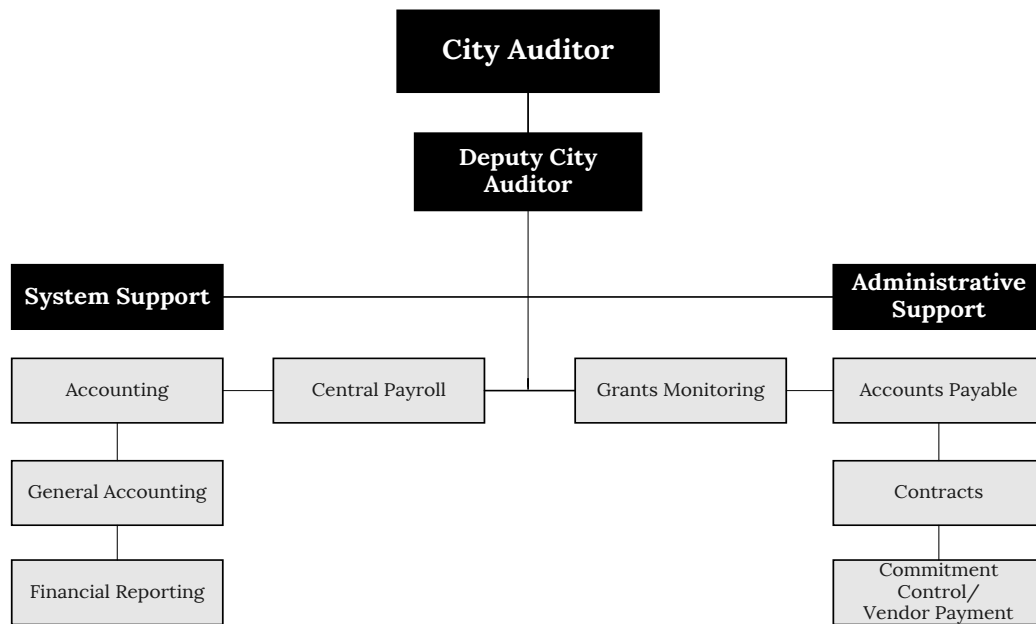 City Auditor
Deputy City
Auditor
System Support
Administrative
Support
Accounting
Central Payroll
Grants Monitoring
Accounts Payable
General Accounting
Contracts
Financial Reporting
Commitment
Control/
Vendor Payment